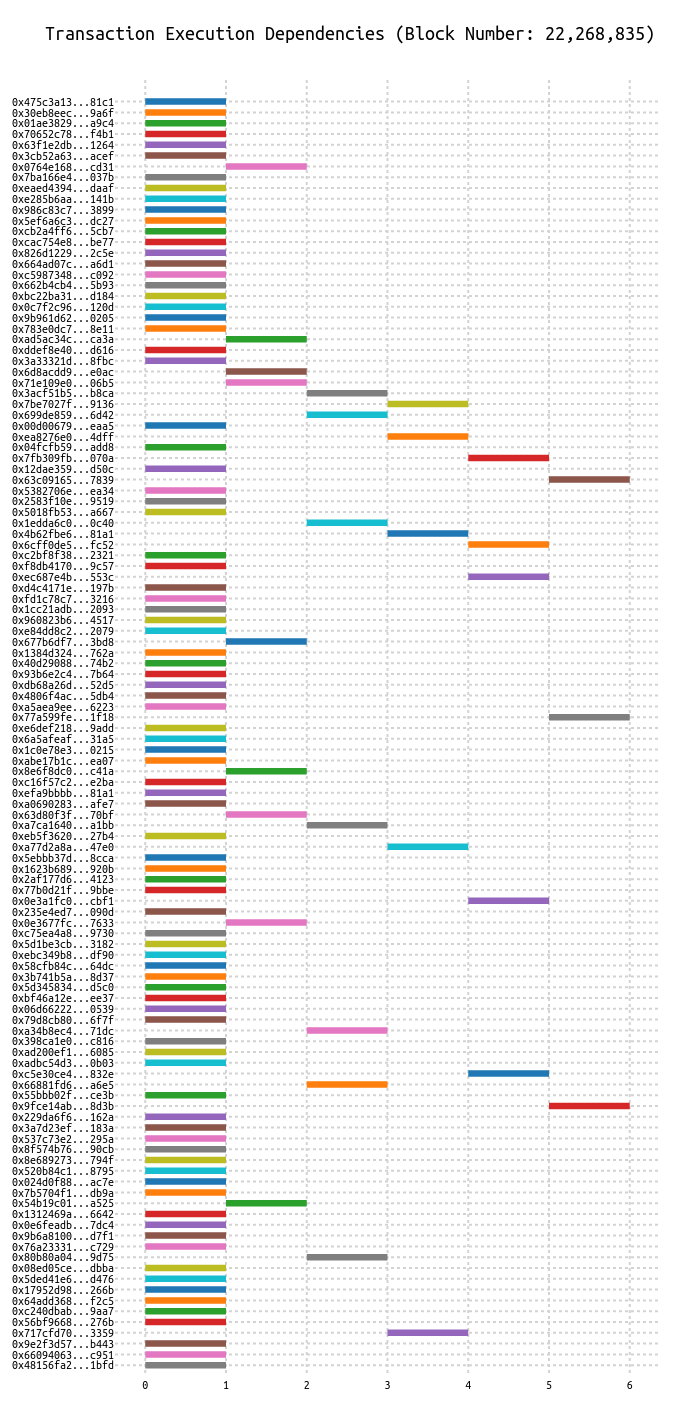 Transaction Execution Dependencies (Block Number: 22,268,835)
0x475c3a13...81c1
0x30eb8eec...9a6f
0x01ae3829...a9c4
0x70652c78...f4b1
0x63f1e2db...1264
0x3cb52a63...acef
0x0764e168...cd31
0x7ba166e4...037b
0xeaed4394...daaf
0xe285b6aa...141b
0x986c83c7...3899
0x5ef6a6c3...dc27
0xcb2a4ff6...5cb7
0xcac754e8...be77
0x826d1229...2c5e
0x664ad07c...a6d1
0xc5987348...c092
0x662b4cb4...5b93
0xbc22ba31...d184
0x0c7f2c96...120d
0x9b961d62...0205
0x783e0dc7...8e11
0xad5ac34c...ca3a
0xddef8e40...d616
0x3a33321d...8fbc
0x6d8acdd9...e0ac
0x71e109e0...06b5
0x3acf51b5...b8ca
0x7be7027f...9136
0x699de859...6d42
0x00d00679...eaa5
0xea8276e0...4dff
0x04fcfb59...add8
0x7fb309fb...070a
0x12dae359...d50c
0x63c09165...7839
0x5382706e...ea34
0x2583f10e...9519
0x5018fb53...a667
0x1edda6c0...0c40
0x4b62fbe6...81a1
0x6cff0de5...fc52
0xc2bf8f38...2321
0xf8db4170...9c57
0xec687e4b...553c
0xd4c4171e...197b
0xfd1c78c7...3216
0x1cc21adb...2093
0x960823b6...4517
0xe84dd8c2...2079
0x677b6df7...3bd8
0x1384d324...762a
0x40d29088...74b2
0x93b6e2c4...7b64
0xdb68a26d...52d5
0x4806f4ac...5db4
0xa5aea9ee...6223
0x77a599fe...1f18
0xe6def218...9add
0x6a5afeaf...31a5
0x1c0e78e3...0215
0xabe17b1c...ea07
0x8e6f8dc0...c41a
0xc16f57c2...e2ba
0xefa9bbbb...81a1
0xa0690283...afe7
0x63d80f3f...70bf
0xa7ca1640...a1bb
0xeb5f3620...27b4
0xa77d2a8a...47e0
0x5ebbb37d...8cca
0x1623b689...920b
0x2af177d6...4123
0x77b0d21f...9bbe
0x0e3a1fc0...cbf1
0x235e4ed7...090d
0x0e3677fc...7633
0xc75ea4a8...9730
0x5d1be3cb...3182
0xebc349b8...df90
0x58cfb84c...64dc
0x3b741b5a...8d37
0x5d345834...d5c0
0xbf46a12e...ee37
0x06d66222...0539
0x79d8cb80...6f7f
0xa34b8ec4...71dc
0x398ca1e0...c816
0xad200ef1...6085
0xadbc54d3...0b03
0xc5e30ce4...832e
0x66881fd6...a6e5
0x55bbb02f...ce3b
0x9fce14ab...8d3b
0x229da6f6...162a
0x3a7d23ef...183a
0x537c73e2...295a
0x8f574b76...90cb
0x8e689273...794f
0x520b84c1...8795
0x024d0f88...ac7e
0x7b5704f1...db9a
0x54b19c01...a525
0x1312469a...6642
0x0e6feadb...7dc4
0x9b6a8100...d7f1
0x76a23331...c729
0x80b80a04...9d75
0x08ed05ce...dbba
0x5ded41e6...d476
0x17952d98...266b
0x64add368...f2c5
0xc240dbab...9aa7
0x56bf9668...276b
0x717cfd70...3359
0x9e2f3d57...b443
0x66094063...c951
0x48156fa2...1bfd
0 1 2 3 4 5 6